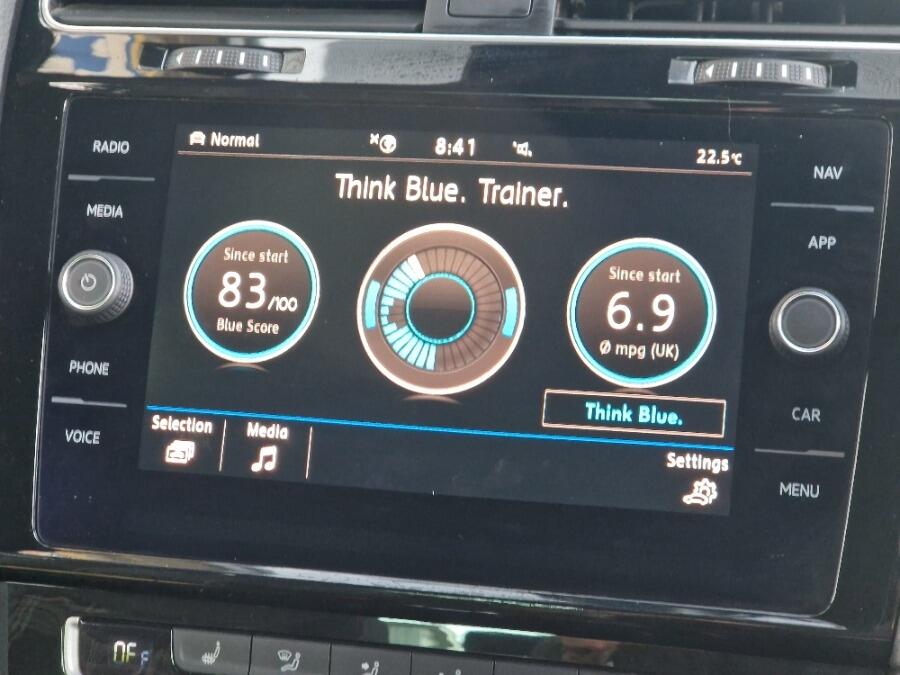 RADIO
MEDIA
PHONE
VOICE
Normal
8:41
22.5°C
Think Blue. Trainer.
Since start
83/100
Blue Score
Since start
6.9
Ø mpg (UK)
Think Blue.
Selection
Media
Settings
NAV
APP
CAR
MENU
OFF